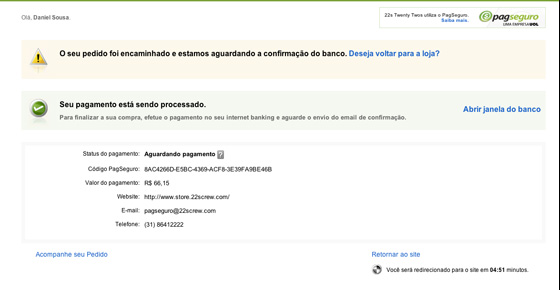 Olá, Daniel Sousa.
22s Twenty Twos utiliza o PagSeguro.
Saiba mais.
pagseguro
UMA EMPRESA UOL
O seu pedido foi encaminhado e estamos aguardando a confirmação do banco. Deseja voltar para a loja?
Seu pagamento está sendo processado.
Abrir janela do banco
Para finalizar a sua compra, efetue o pagamento no seu internet banking e aguarde o envio do email de confirmação.
Status do pagamento: Aguardando pagamento ?
Código PagSeguro: 8AC4266D-E5BC-4369-ACF8-3E39FA9BE46B
Valor do pagamento: R$ 66,15
Website: http://www.store.22screw.com/
E-mail: pagseguro@22screw.com
Telefone: (31) 86412222
Acompanhe seu Pedido
Retornar ao site
Você será redirecionado para o site em 04:51 minutos.